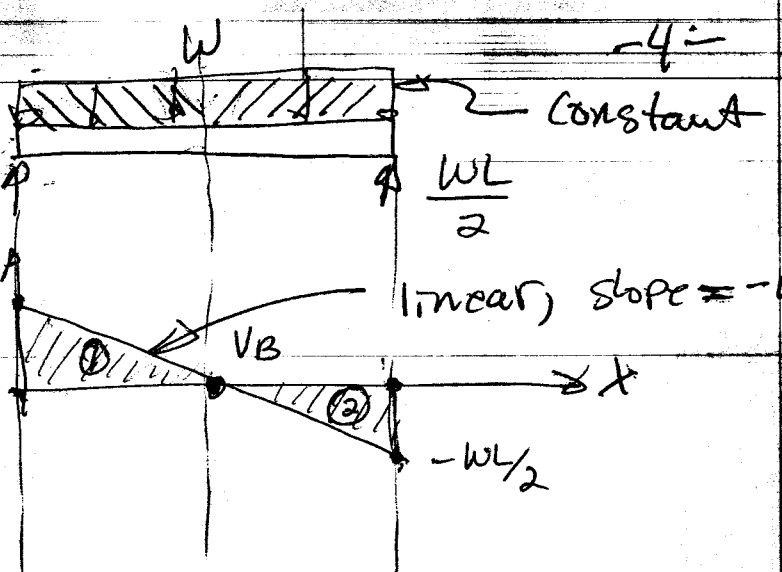 W
-4-
Constant
WL/2
linear, slope = -
VB
①
X
②
-WL/2